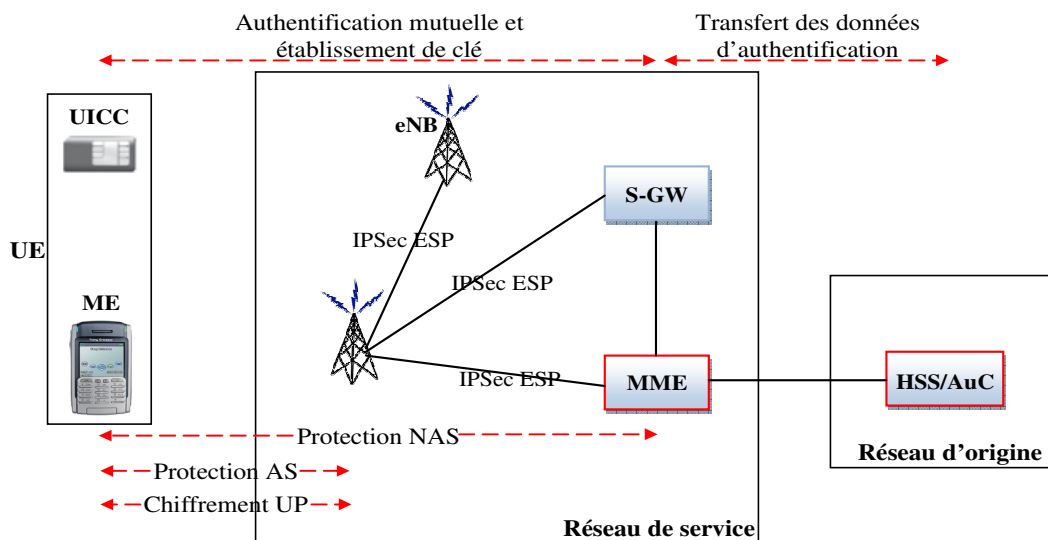 Authentification mutuelle et
établissement de clé
Transfert des données
d'authentification
UICC
eNB
S-GW
IPSec ESP
UE
IPSec ESP
ME
IPSec ESP
MME
HSS/AuC
Protection NAS
Réseau d'origine
Protection AS
Chiffrement UP
Réseau de service